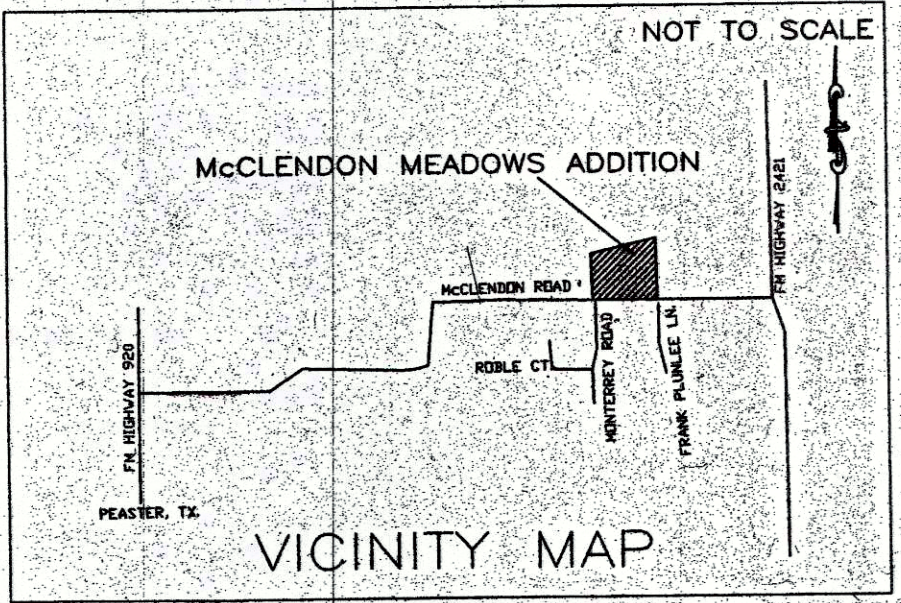 NOT TO SCALE
McCLENDON MEADOWS ADDITION
FM HIGHWAY 2421
McCLENDON ROAD
FM HIGHWAY 920
ROBLE CT.
MONTERREY ROAD
FRANK PLUNLEE LN.
PEASTER, TX.
VICINITY MAP